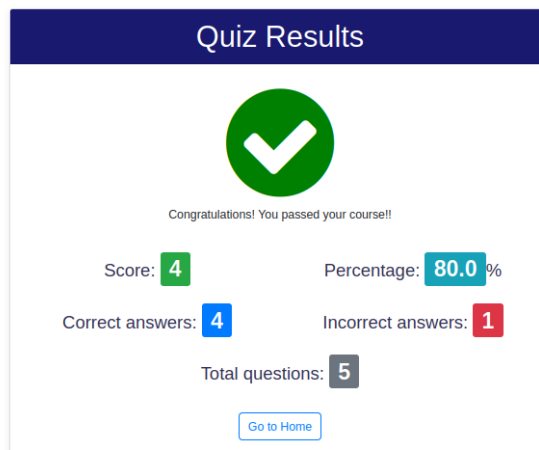 Quiz Results
Congratulations! You passed your course!!
Score: 4 Percentage: 80.0 %
Correct answers: 4 Incorrect answers: 1
Total questions: 5
Go to Home